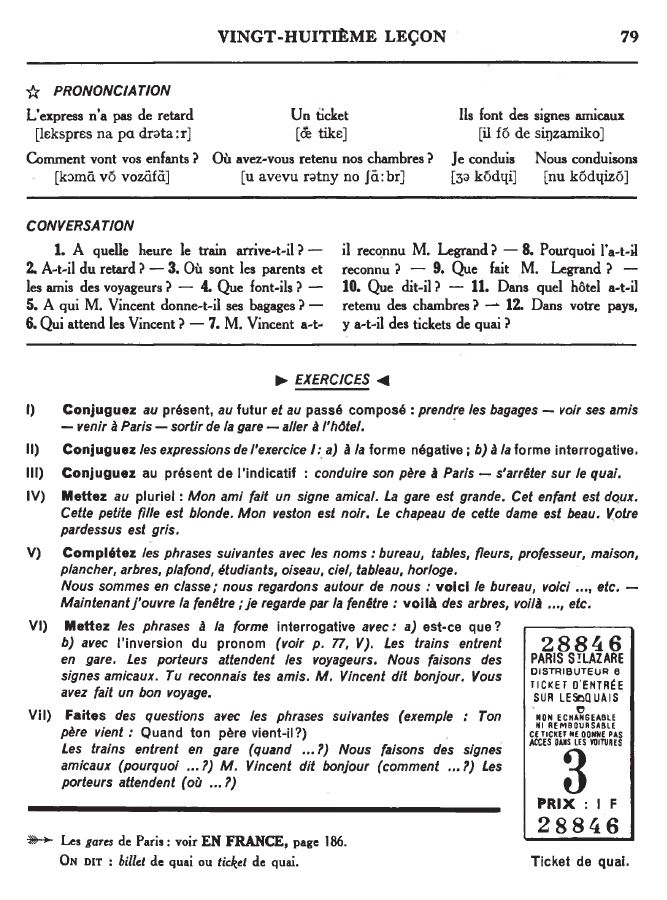 VINGT-HUITIÈME LEÇON 79
☆ PRONONCIATION
L'express n'a pas de retard Un ticket Ils font des signes amicaux
[lɛksprɛs na pɑ drəta:r] [œ̃ tikɛ] [il fɔ̃ de siɲzamiko]
Comment vont vos enfants ? Où avez-vous retenu nos chambres ? Je conduis Nous conduisons
[kɔmɑ̃ vɔ̃ vozɑ̃fɑ̃] [u avevu rətny no ʃɑ̃:br] [ʒə kɔ̃dɥi] [nu kɔ̃dɥizɔ̃]
CONVERSATION
1. A quelle heure le train arrive-t-il ? —
2. A-t-il du retard ? — 3. Où sont les parents et
les amis des voyageurs ? — 4. Que font-ils ? —
5. A qui M. Vincent donne-t-il ses bagages ? —
6. Qui attend les Vincent ? — 7. M. Vincent a-t-
il reconnu M. Legrand ? — 8. Pourquoi l'a-t-il
reconnu ? — 9. Que fait M. Legrand ? —
10. Que dit-il ? — 11. Dans quel hôtel a-t-il
retenu des chambres ? — 12. Dans votre pays,
y a-t-il des tickets de quai ?
► EXERCICES ◄
I) Conjuguez au présent, au futur et au passé composé : prendre les bagages — voir ses amis
— venir à Paris — sortir de la gare — aller à l'hôtel.
II) Conjuguez les expressions de l'exercice I : a) à la forme négative ; b) à la forme interrogative.
III) Conjuguez au présent de l'indicatif : conduire son père à Paris — s'arrêter sur le quai.
IV) Mettez au pluriel : Mon ami fait un signe amical. La gare est grande. Cet enfant est doux.
Cette petite fille est blonde. Mon veston est noir. Le chapeau de cette dame est beau. Votre
pardessus est gris.
V) Complétez les phrases suivantes avec les noms : bureau, tables, fleurs, professeur, maison,
plancher, arbres, plafond, étudiants, oiseau, ciel, tableau, horloge.
Nous sommes en classe ; nous regardons autour de nous : voici le bureau, voici ..., etc. —
Maintenant j'ouvre la fenêtre ; je regarde par la fenêtre : voilà des arbres, voilà ..., etc.
VI) Mettez les phrases à la forme interrogative avec : a) est-ce que ?
b) avec l'inversion du pronom (voir p. 77, V). Les trains entrent
en gare. Les porteurs attendent les voyageurs. Nous faisons des
signes amicaux. Tu reconnais tes amis. M. Vincent dit bonjour. Vous
avez fait un bon voyage.
VII) Faites des questions avec les phrases suivantes (exemple : Ton
père vient : Quand ton père vient-il ?)
Les trains entrent en gare (quand ... ?) Nous faisons des signes
amicaux (pourquoi ... ?) M. Vincent dit bonjour (comment ... ?) Les
porteurs attendent (où ... ?)
28846
PARIS ST LAZARE
DISTRIBUTEUR 6
TICKET D'ENTRÉE
SUR LES QUAIS
NON ECHANGEABLE
NI REMBOURSABLE
CE TICKET NE DONNE PAS
ACCES DANS LES VOITURES
3
PRIX : 1 F
28846
Ticket de quai.
➳ Les gares de Paris : voir EN FRANCE, page 186.
ON DIT : billet de quai ou ticket de quai.